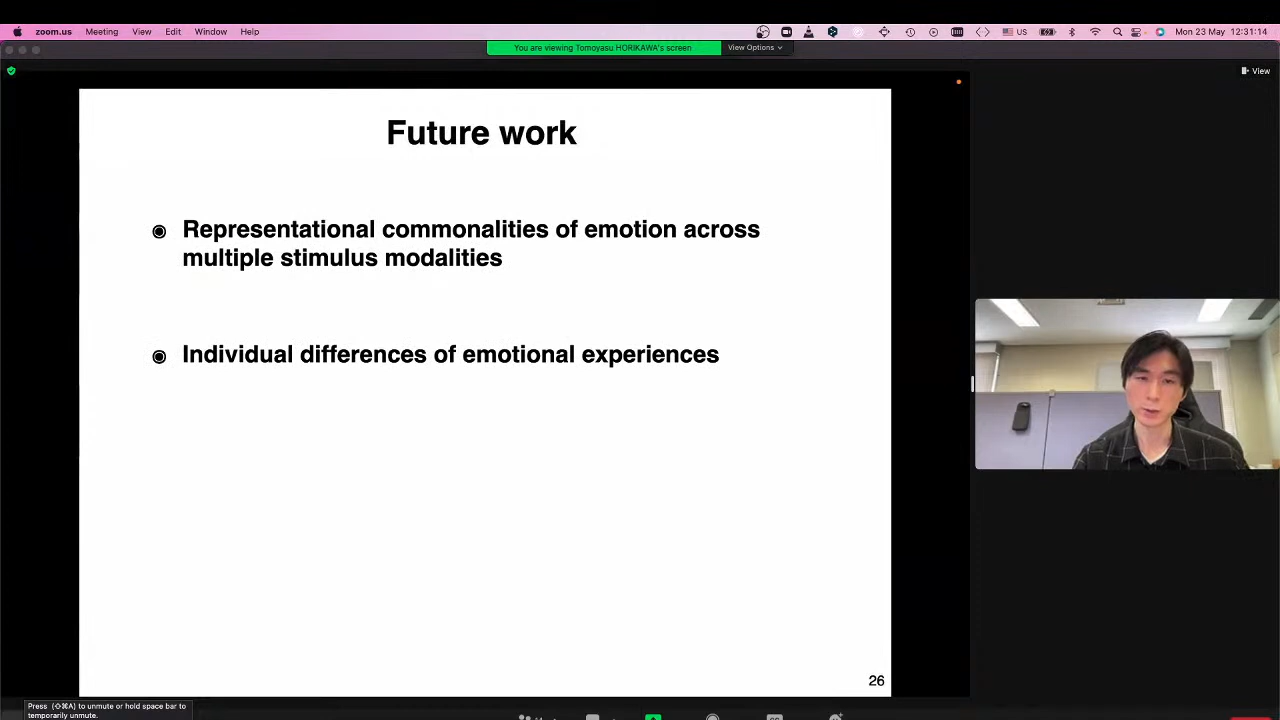 zoom.us Meeting View Edit Window Help US Mon 23 May 12:31:14
You are viewing Tomoyasu HORIKAWA's screen View Options
View
Future work
Representational commonalities of emotion across
multiple stimulus modalities
Individual differences of emotional experiences
26
Press (⇧⌘A) to unmute or hold space bar to
temporarily unmute.